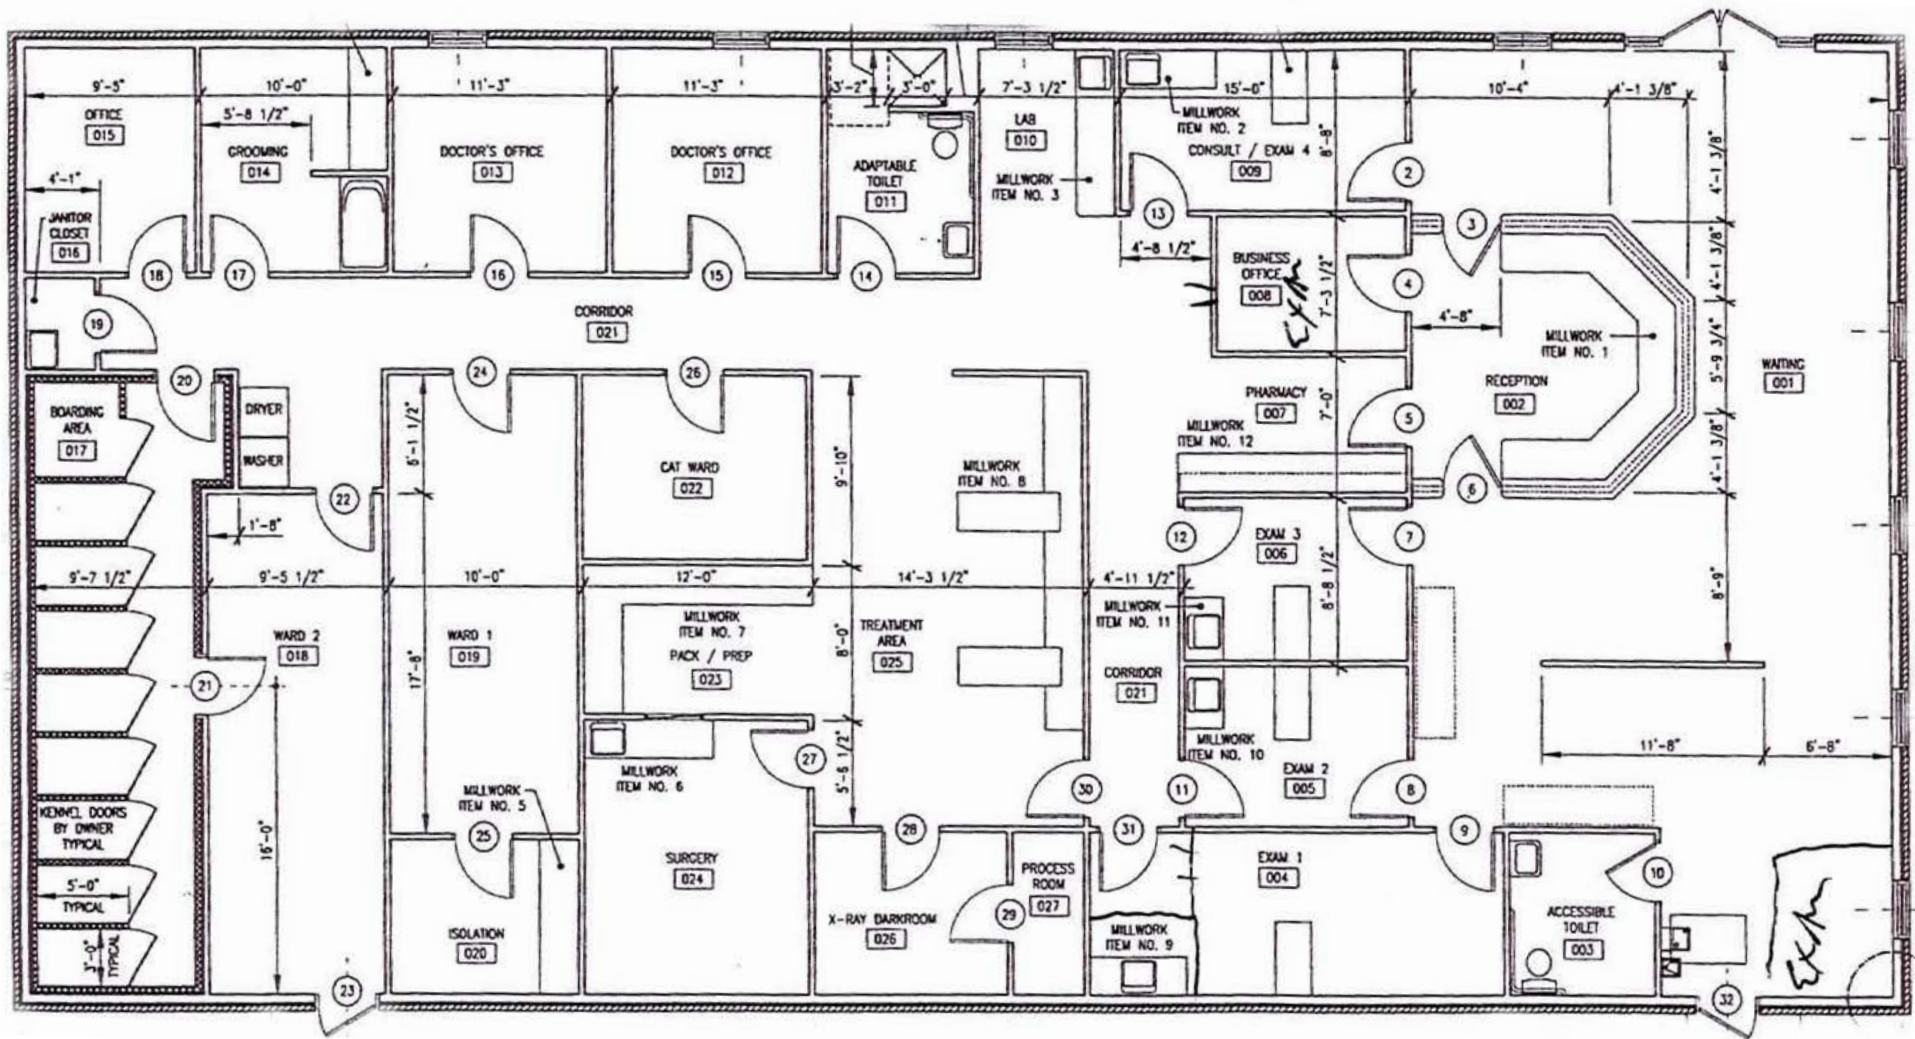 9'-5"
10'-0"
11'-3"
11'-3"
3'-2"
3'-0"
7'-3 1/2"
15'-0"
10'-4"
4'-1 3/8"
OFFICE
015
5'-8 1/2"
GROOMING
014
DOCTOR'S OFFICE
013
DOCTOR'S OFFICE
012
ADAPTABLE
TOILET
011
LAB
010
MILLWORK
ITEM NO. 3
MILLWORK
ITEM NO. 2
CONSULT / EXAM 4
009
8'-8"
2
4'-1 3/8"
4'-1"
JANITOR
CLOSET
016
13
4'-8 1/2"
3
18
17
16
15
14
BUSINESS
OFFICE
008
Exam
7'-3 1/2"
4
4'-1 3/8"
19
CORRIDOR
021
4'-8"
MILLWORK
ITEM NO. 1
5'-9 3/4"
WAITING
001
RECEPTION
002
20
24
26
PHARMACY
007
7'-0"
5
MILLWORK
ITEM NO. 12
4'-1 3/8"
BOARDING
AREA
017
DRYER
WASHER
6'-1 1/2"
CAT WARD
022
9'-10"
MILLWORK
ITEM NO. 8
22
6
1'-8"
12
EXAM 3
006
7
9'-7 1/2"
9'-5 1/2"
10'-0"
12'-0"
14'-3 1/2"
4'-11 1/2"
8'-8 1/2"
8'-9"
MILLWORK
ITEM NO. 11
WARD 2
018
WARD 1
019
17'-8"
MILLWORK
ITEM NO. 7
PACK / PREP
023
8'-0"
TREATMENT
AREA
025
CORRIDOR
021
21
27
5'-6 1/2"
MILLWORK
ITEM NO. 6
MILLWORK
ITEM NO. 10
11'-8"
6'-8"
MILLWORK
ITEM NO. 5
30
11
EXAM 2
005
8
KENNEL DOORS
BY OWNER
TYPICAL
16'-0"
25
28
31
9
SURGERY
024
PROCESS
ROOM
027
EXAM 1
004
10
5'-0"
TYPICAL
29
X-RAY DARKROOM
026
ISOLATION
020
3'-0"
TYPICAL
MILLWORK
ITEM NO. 9
ACCESSIBLE
TOILET
003
Exam
23
32